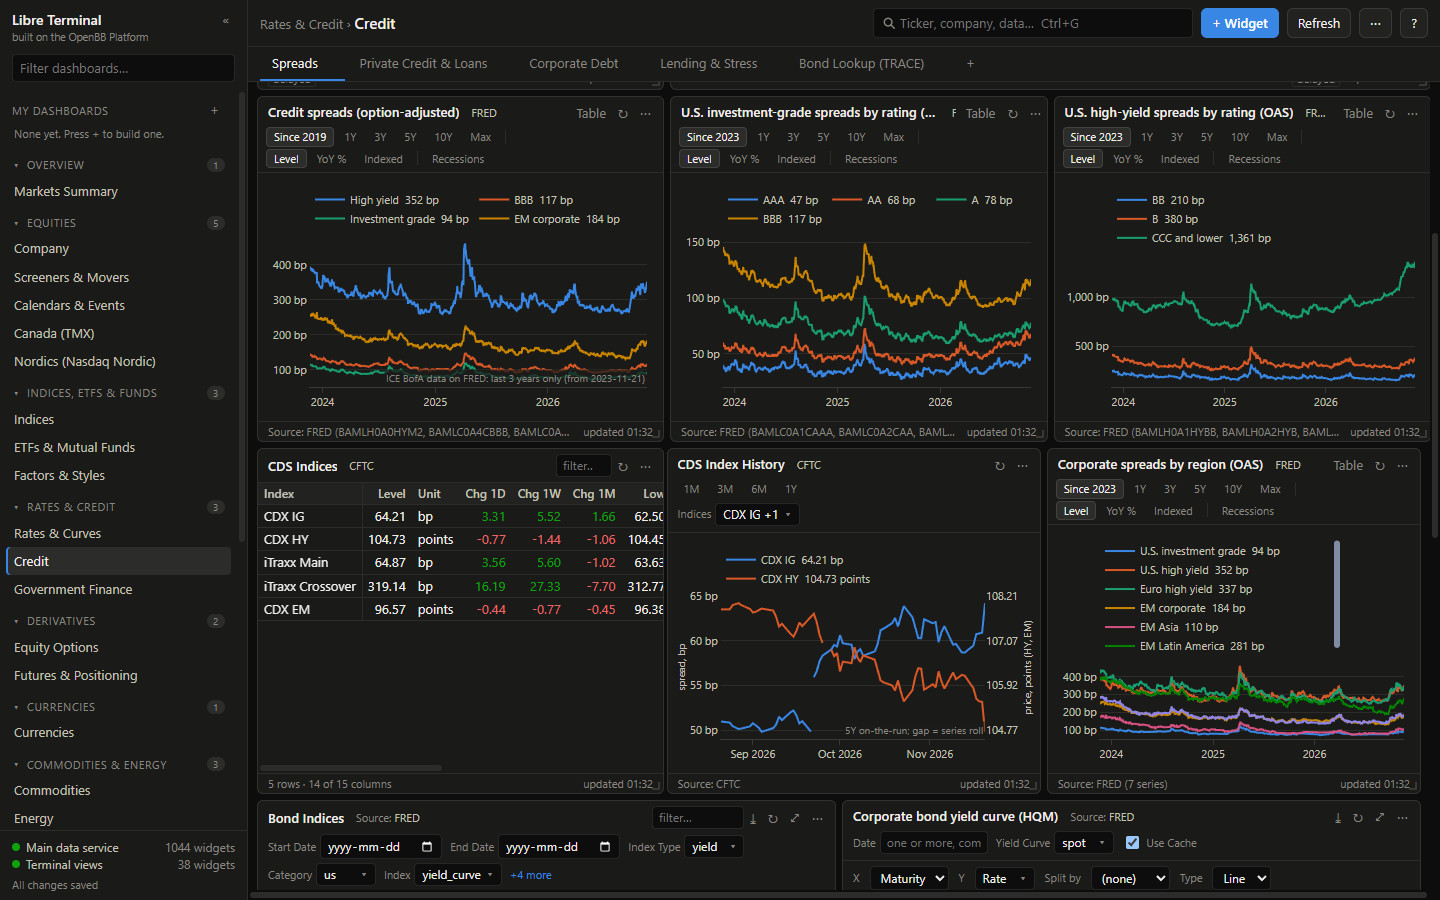 Libre Terminal «
built on the OpenBB Platform
Filter dashboards...
MY DASHBOARDS +
None yet. Press + to build one.
OVERVIEW 1
Markets Summary
EQUITIES 5
Company
Screeners & Movers
Calendars & Events
Canada (TMX)
Nordics (Nasdaq Nordic)
INDICES, ETFS & FUNDS 3
Indices
ETFs & Mutual Funds
Factors & Styles
RATES & CREDIT 3
Rates & Curves
Credit
Government Finance
DERIVATIVES 2
Equity Options
Futures & Positioning
CURRENCIES 1
Currencies
COMMODITIES & ENERGY 3
Commodities
Energy
Main data service 1044 widgets
Terminal views 38 widgets
All changes saved
Rates & Credit › Credit
Ticker, company, data... Ctrl+G
+ Widget Refresh ... ?
Spreads Private Credit & Loans Corporate Debt Lending & Stress Bond Lookup (TRACE) +
Credit spreads (option-adjusted) FRED Table ↻ ...
Since 2019 1Y 3Y 5Y 10Y Max
Level YoY % Indexed Recessions
High yield 352 bp BBB 117 bp
Investment grade 94 bp EM corporate 184 bp
400 bp
300 bp
200 bp
100 bp
ICE BofA data on FRED: last 3 years only (from 2023-11-21)
2024 2025 2026
Source: FRED (BAMLH0A0HYM2, BAMLC0A4CBBB, BAMLC0A... updated 01:32
U.S. investment-grade spreads by rating (... F Table ↻ ...
Since 2023 1Y 3Y 5Y 10Y Max
Level YoY % Indexed Recessions
AAA 47 bp AA 68 bp A 78 bp
BBB 117 bp
150 bp
100 bp
50 bp
2024 2025 2026
Source: FRED (BAMLC0A1CAAA, BAMLC0A2CAA, BAML... updated 01:32
U.S. high-yield spreads by rating (OAS) FR... Table ↻ ...
Since 2023 1Y 3Y 5Y 10Y Max
Level YoY % Indexed Recessions
BB 210 bp
B 380 bp
CCC and lower 1,361 bp
1,000 bp
500 bp
2024 2025 2026
Source: FRED (BAMLH0A1HYBB, BAMLH0A2HYB, BAML... updated 01:32
CDS Indices CFTC filter.. ↻ ...
Index Level Unit Chg 1D Chg 1W Chg 1M Low
CDX IG 64.21 bp 3.31 5.52 1.66 62.50
CDX HY 104.73 points -0.77 -1.44 -1.06 104.45
iTraxx Main 64.87 bp 3.56 5.60 -1.02 63.63
iTraxx Crossover 319.14 bp 16.19 27.33 -7.70 312.77
CDX EM 96.57 points -0.44 -0.77 -0.45 96.38
5 rows · 14 of 15 columns updated 01:32
CDS Index History CFTC ↻ ...
1M 3M 6M 1Y
Indices CDX IG +1
CDX IG 64.21 bp
CDX HY 104.73 points
65 bp 108.21
60 bp 107.07
55 bp 105.92
50 bp 104.77
spread, bp
price, points (HY, EM)
5Y on-the-run; gap = series roll
Sep 2026 Oct 2026 Nov 2026
Source: CFTC updated 01:32
Corporate spreads by region (OAS) FRED Table ↻ ...
Since 2023 1Y 3Y 5Y 10Y Max
Level YoY % Indexed Recessions
U.S. investment grade 94 bp
U.S. high yield 352 bp
Euro high yield 337 bp
EM corporate 184 bp
EM Asia 110 bp
EM Latin America 281 bp
400 bp
300 bp
200 bp
100 bp
2024 2025 2026
Source: FRED (7 series) updated 01:32
Bond Indices Source: FRED filter... ↻ ...
Start Date yyyy-mm-dd End Date yyyy-mm-dd Index Type yield
Category us Index yield_curve +4 more
Corporate bond yield curve (HQM) Source: FRED ↻ ...
Date one or more, com Yield Curve spot Use Cache
X Maturity Y Rate Split by (none) Type Line